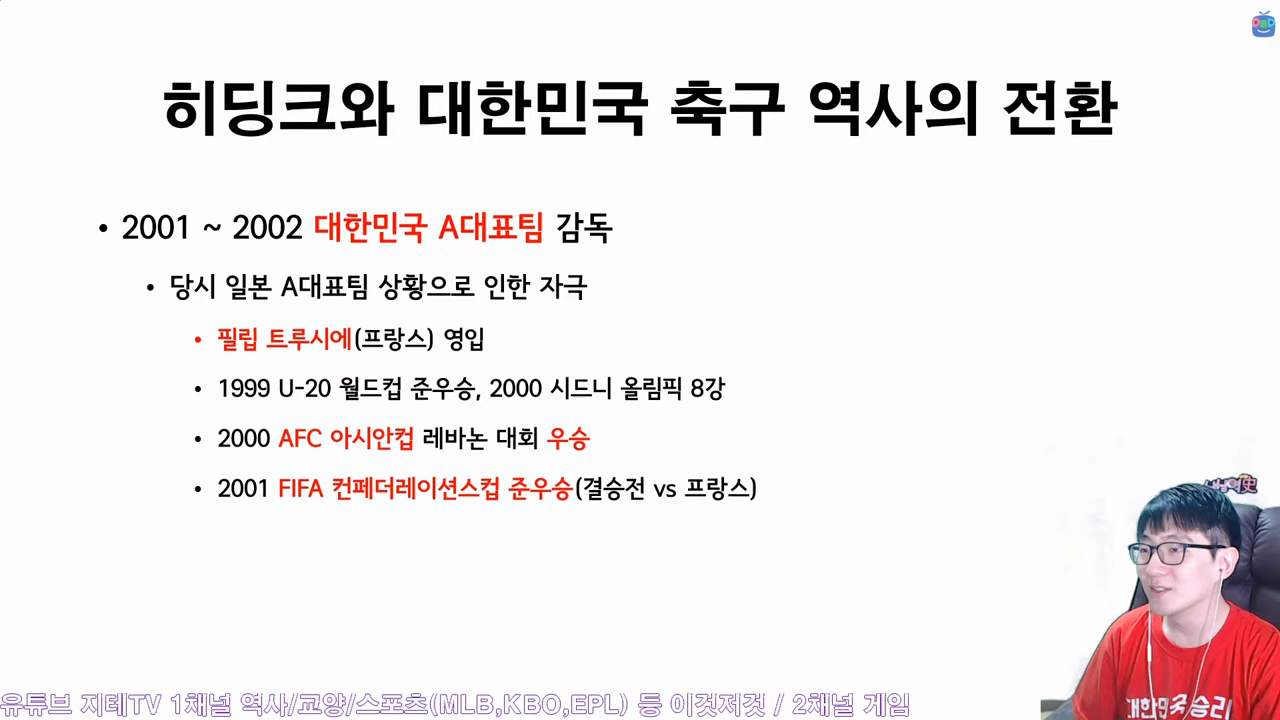 히딩크와 대한민국 축구 역사의 전환
• 2001 ~ 2002 대한민국 A대표팀 감독
• 당시 일본 A대표팀 상황으로 인한 자극
• 필립 트루시에(프랑스) 영입
• 1999 U-20 월드컵 준우승, 2000 시드니 올림픽 8강
• 2000 AFC 아시안컵 레바논 대회 우승
• 2001 FIFA 컨페더레이션스컵 준우승(결승전 vs 프랑스)
대한민국승리
유튜브 지테TV 1채널 역사/교양/스포츠(MLB,KBO,EPL) 등 이것저것 / 2채널 게임